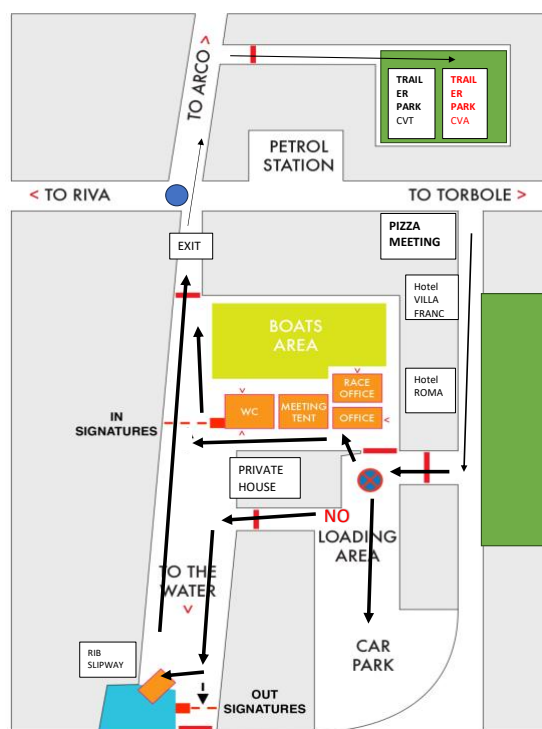 TO ARCO >
TRAIL
ER
PARK
CVT
TRAIL
ER
PARK
CVA
PETROL
STATION
< TO RIVA
TO TORBOLE >
EXIT
PIZZA
MEETING
Hotel
VILLA
FRANC
BOATS
AREA
Hotel
ROMA
RACE
OFFICE
WC
MEETING
TENT
OFFICE
IN
SIGNATURES
PRIVATE
HOUSE
NO
LOADING
AREA
TO THE
WATER
CAR
PARK
RIB
SLIPWAY
OUT
SIGNATURES